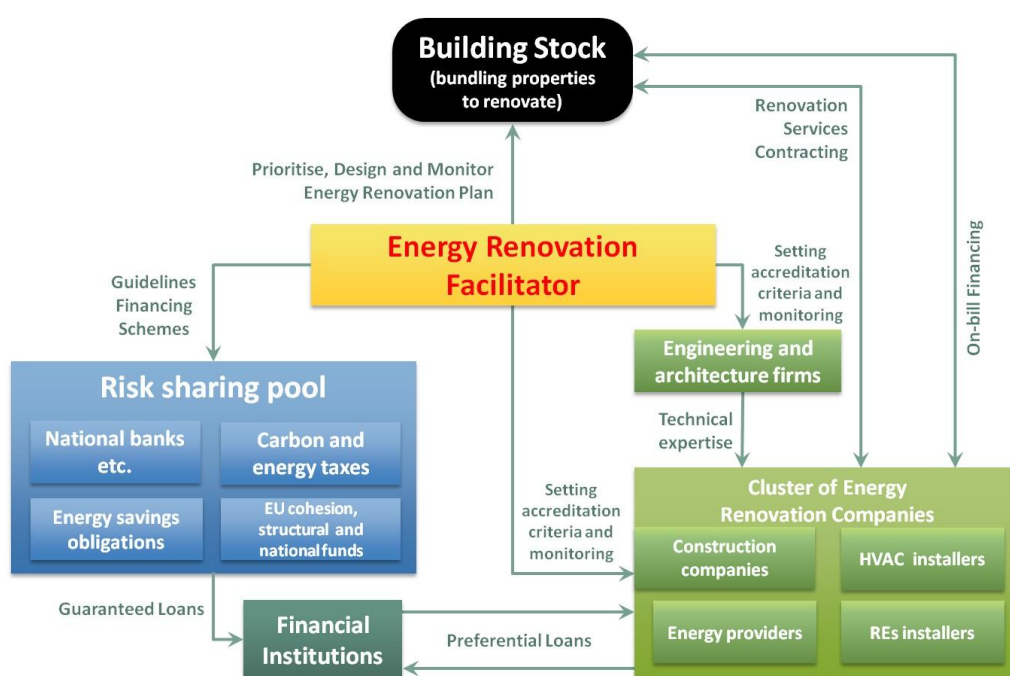 Building Stock
(bundling properties
to renovate)
Renovation
Services
Contracting
Prioritise, Design and Monitor
Energy Renovation Plan
On-bill Financing
Energy Renovation
Facilitator
Guidelines
Financing
Schemes
Setting
accreditation
criteria and
monitoring
Engineering and
architecture firms
Risk sharing pool
National banks
etc.
Carbon and
energy taxes
Energy savings
obligations
EU cohesion,
structural and
national funds
Technical
expertise
Setting
accreditation
criteria and
monitoring
Cluster of Energy
Renovation Companies
Construction
companies
HVAC installers
Energy providers
REs installers
Guaranteed Loans
Financial
Institutions
Preferential Loans